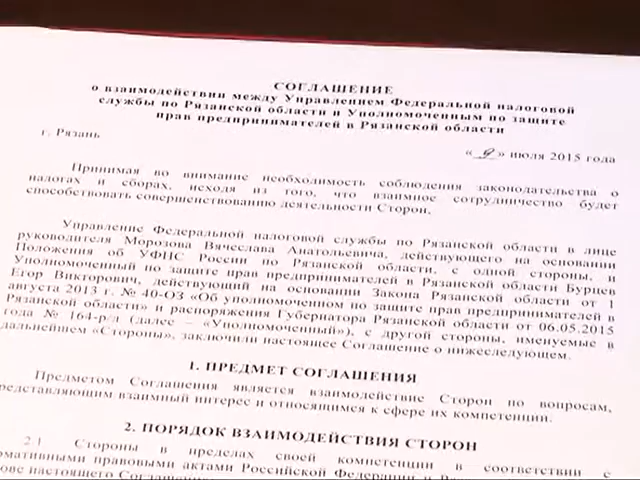 СОГЛАШЕНИЕ
о взаимодействии между Управлением Федеральной налоговой
службы по Рязанской области и Уполномоченным по защите
прав предпринимателей в Рязанской области
г. Рязань
« 9 » июля 2015 года
Принимая во внимание необходимость соблюдения законодательства о
налогах и сборах, исходя из того, что взаимное сотрудничество будет
способствовать совершенствованию деятельности Сторон,
Управление Федеральной налоговой службы по Рязанской области в лице
руководителя Морозова Вячеслава Анатольевича, действующего на основании
Положения об УФНС России по Рязанской области, с одной стороны, и
Уполномоченный по защите прав предпринимателей в Рязанской области Бурцев
Егор Викторович, действующий на основании Закона Рязанской области от 1
августа 2013 г. № 40-ОЗ «Об уполномоченном по защите прав предпринимателей в
Рязанской области» и распоряжения Губернатора Рязанской области от 06.05.2015
года № 164-р/л (далее – «Уполномоченный»), с другой стороны, именуемые в
дальнейшем «Стороны», заключили настоящее Соглашение о нижеследующем.
1. ПРЕДМЕТ СОГЛАШЕНИЯ
Предметом Соглашения является взаимодействие Сторон по вопросам,
редставляющим взаимный интерес и относящимся к сфере их компетенции.
2. ПОРЯДОК ВЗАИМОДЕЙСТВИЯ СТОРОН
2.1 Стороны в пределах своей компетенции в соответствии с
ормативными правовыми актами Российской Федерации и
ове настоящего